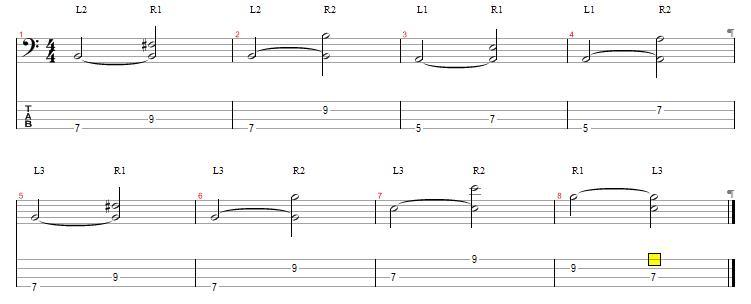 L2 R1 L2 R2 L1 R1 L1 R2
1 2 3 4 ¶
4
4
T
A
B
9 7
9 7
7 7 5 5
L3 R1 L3 R2 L3 R2 R1 L3
5 6 7 8 ¶
9
9 9
9 7 7
7 7